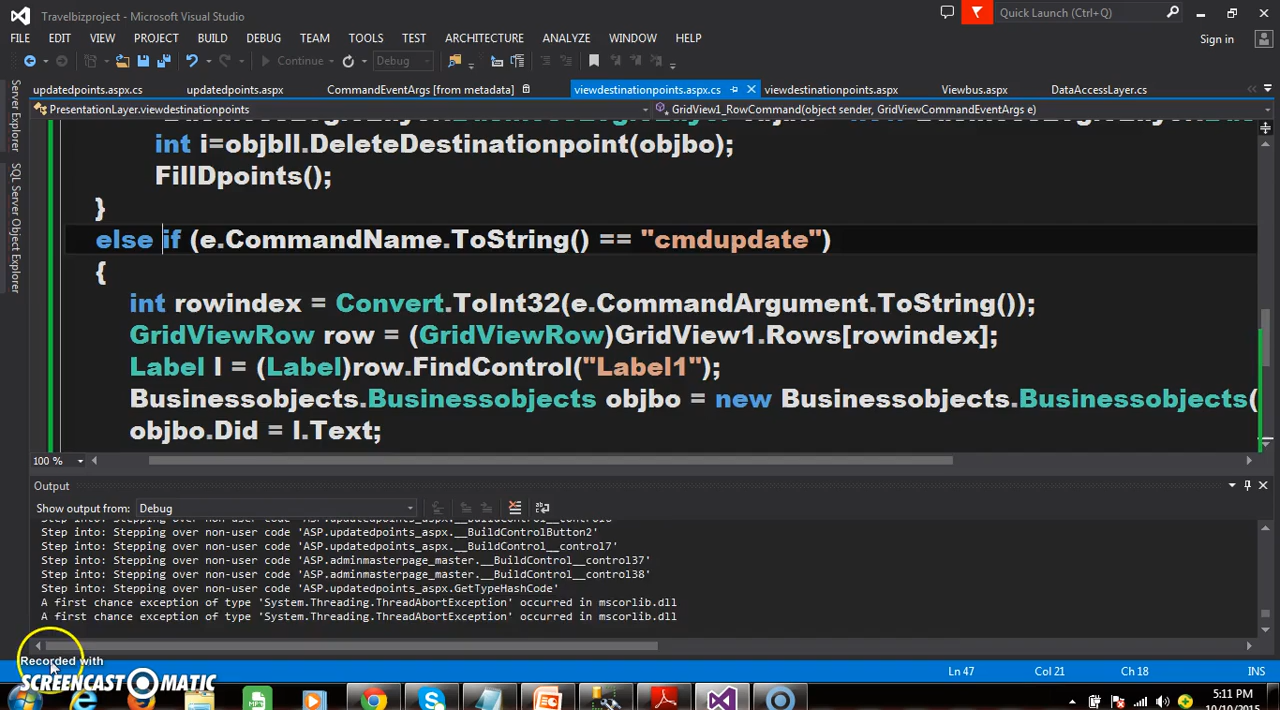 Travelbizproject - Microsoft Visual Studio
Quick Launch (Ctrl+Q)
FILE EDIT VIEW PROJECT BUILD DEBUG TEAM TOOLS TEST ARCHITECTURE ANALYZE WINDOW HELP
Sign in
Continue Debug
updatedpoints.aspx.cs updatedpoints.aspx CommandEventArgs [from metadata] viewdestinationpoints.aspx.cs viewdestinationpoints.aspx Viewbus.aspx DataAccessLayer.cs
PresentationLayer.viewdestinationpoints GridView1_RowCommand(object sender, GridViewCommandEventArgs e)
Server Explorer
SQL Server Object Explorer
int i=objbll.DeleteDestinationpoint(objbo);
FillDpoints();
}
else if (e.CommandName.ToString() == "cmdupdate")
{
int rowindex = Convert.ToInt32(e.CommandArgument.ToString());
GridViewRow row = (GridViewRow)GridView1.Rows[rowindex];
Label l = (Label)row.FindControl("Label1");
Businessobjects.Businessobjects objbo = new Businessobjects.Businessobjects(
objbo.Did = l.Text;
100 %
Output
Show output from: Debug
Step into: Stepping over non-user code 'ASP.updatedpoints_aspx.__BuildControlButton2'
Step into: Stepping over non-user code 'ASP.updatedpoints_aspx.__BuildControl__control7'
Step into: Stepping over non-user code 'ASP.adminmasterpage_master.__BuildControl__control37'
Step into: Stepping over non-user code 'ASP.adminmasterpage_master.__BuildControl__control38'
Step into: Stepping over non-user code 'ASP.updatedpoints_aspx.GetTypeHashCode'
A first chance exception of type 'System.Threading.ThreadAbortException' occurred in mscorlib.dll
A first chance exception of type 'System.Threading.ThreadAbortException' occurred in mscorlib.dll
Recorded with
SCREENCAST MATIC
Ln 47 Col 21 Ch 18 INS
5:11 PM
10/10/2015